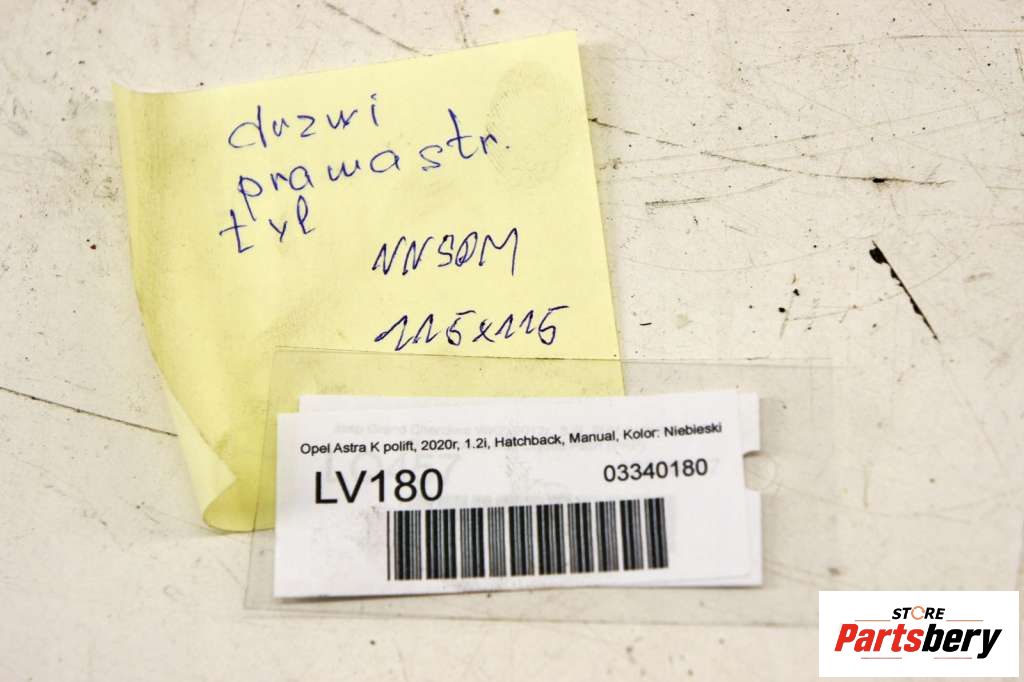 drzwi
prawa str.
tył
NNSOM
115x115
Opel Astra K polift, 2020r, 1.2i, Hatchback, Manual, Kolor: Niebieski
LV180
03340180
STORE
Partsbery